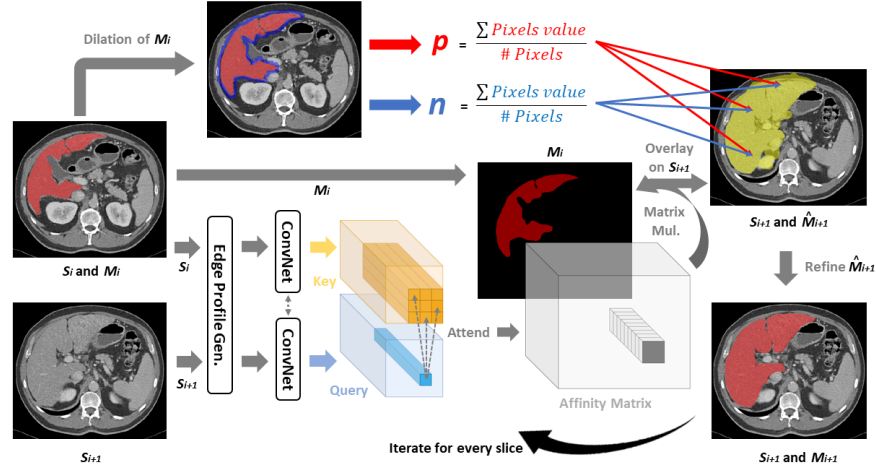 Dilation of Mi
p = ∑ Pixels value / # Pixels
n = ∑ Pixels value / # Pixels
Mi
Mi
Overlay
on Si+1
Matrix
Mul.
Si and Mi
Si
Edge Profile Gen.
ConvNet
Key
Si+1 and M̂i+1
Refine M̂i+1
Si+1
ConvNet
Query
Attend
Affinity Matrix
Iterate for every slice
Si+1
Si+1 and Mi+1